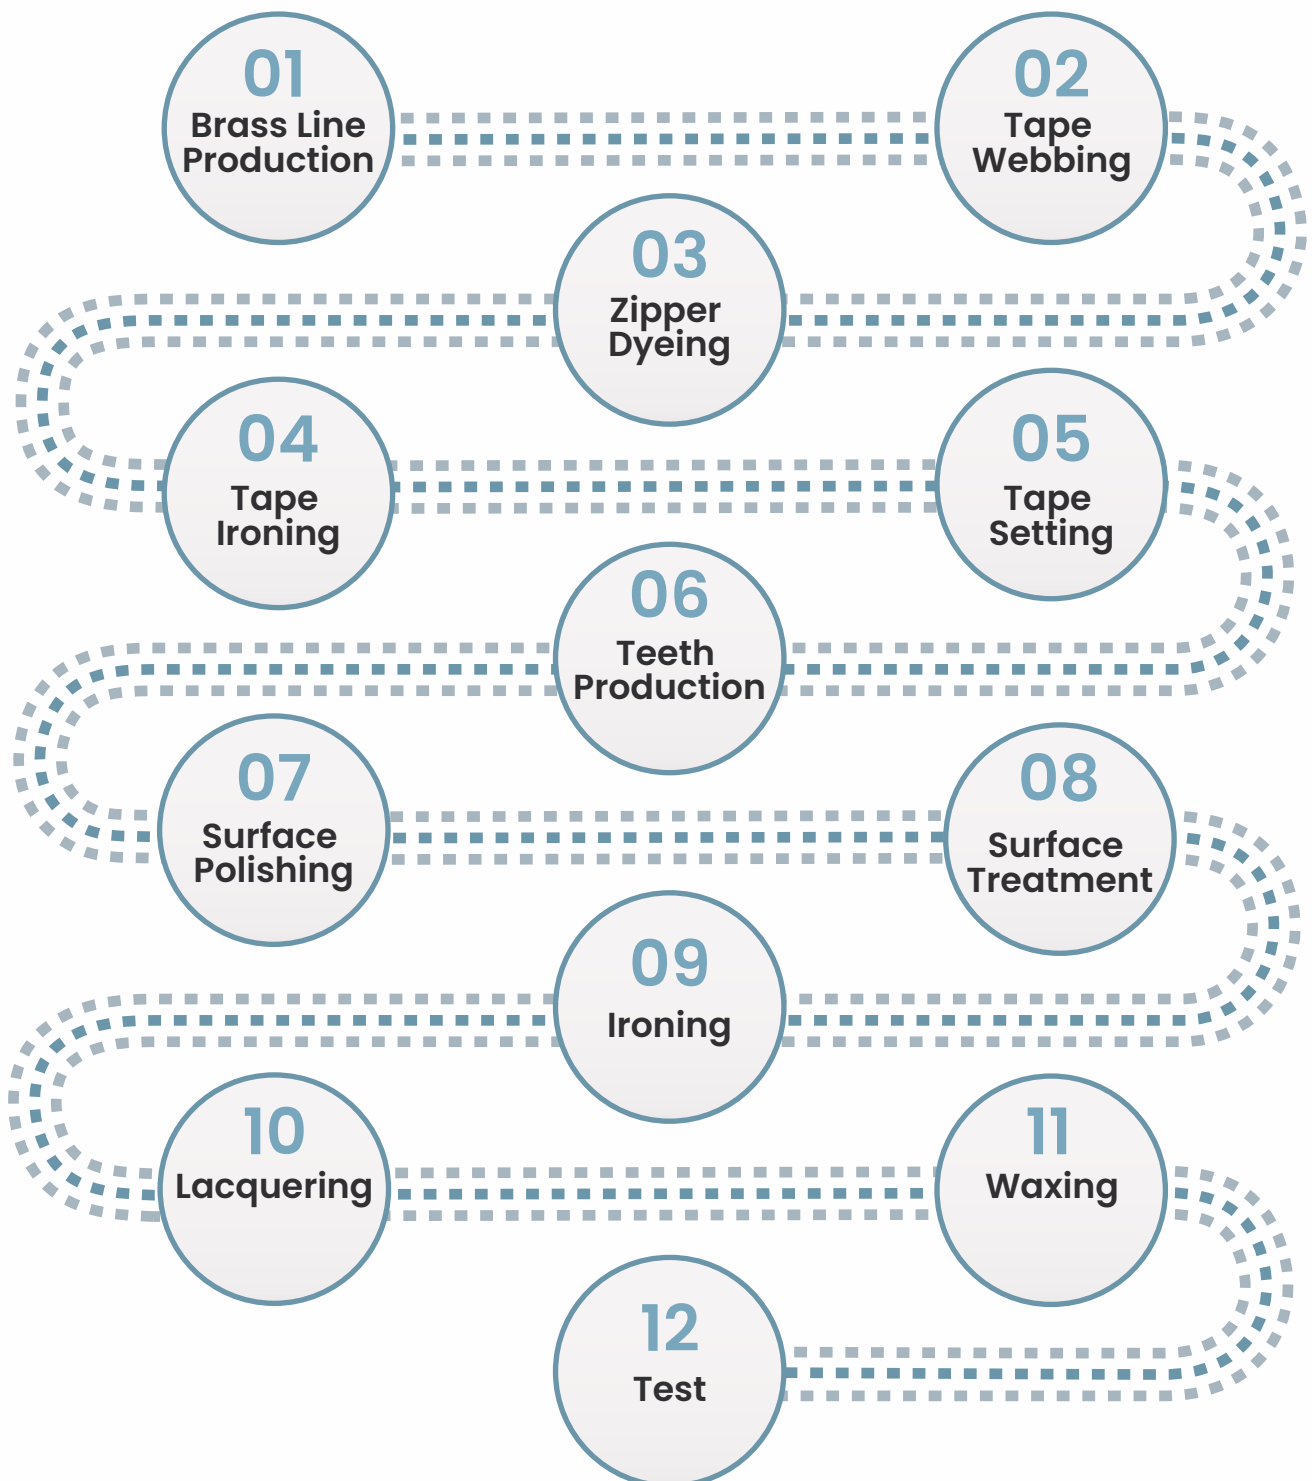 01
Brass Line
Production
02
Tape
Webbing
03
Zipper
Dyeing
04
Tape
Ironing
05
Tape
Setting
06
Teeth
Production
07
Surface
Polishing
08
Surface
Treatment
09
Ironing
10
Lacquering
11
Waxing
12
Test